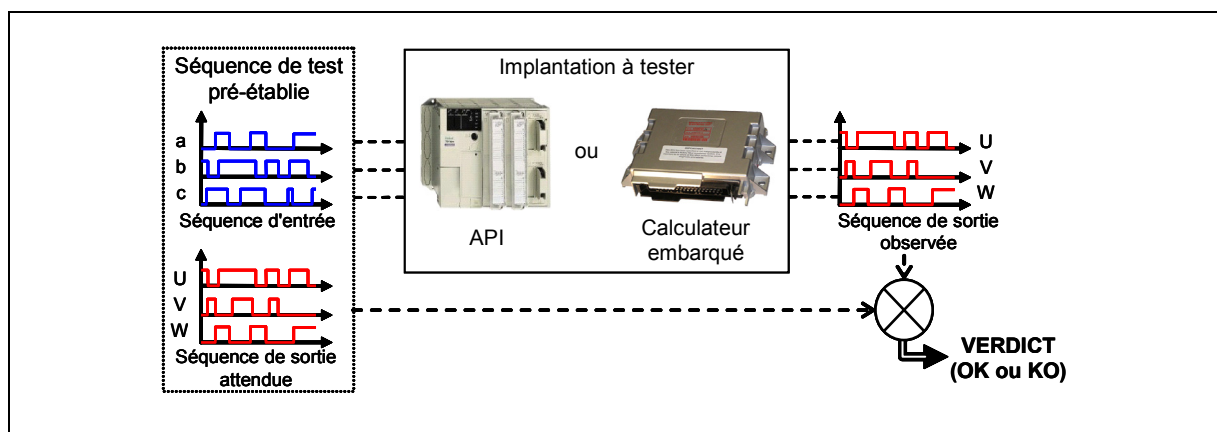 Séquence de test
pré-établie
a
b
c
Séquence d'entrée
U
V
W
Séquence de sortie
attendue
Implantation à tester
ou
API
Calculateur
embarqué
U
V
W
Séquence de sortie
observée
VERDICT
(OK ou KO)